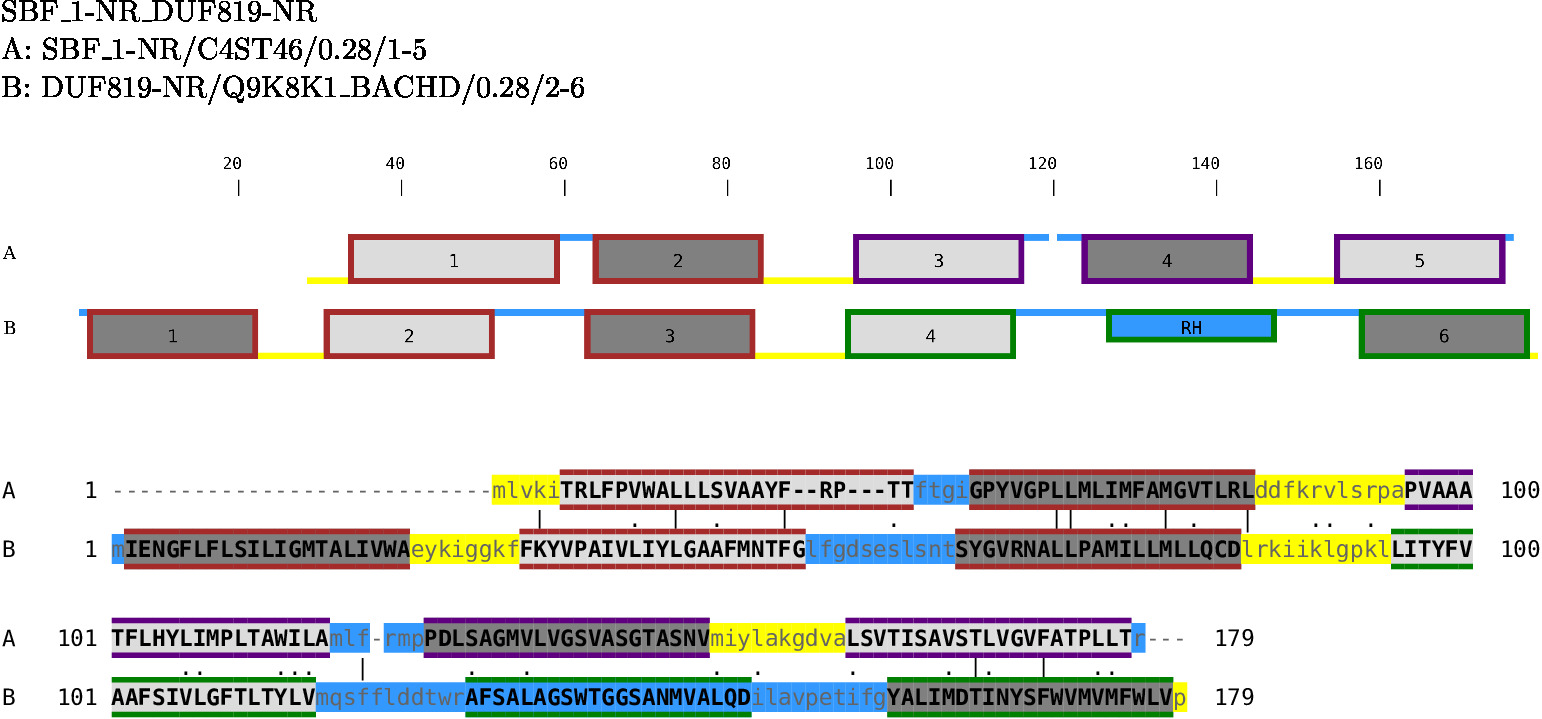 SBF_1-NR_DUF819-NR
A: SBF_1-NR/C4ST46/0.28/1-5
B: DUF819-NR/Q9K8K1_BACHD/0.28/2-6
20 40 60 80 100 120 140 160
A 1 2 3 4 5
B 1 2 3 4 RH 6
A 1 ----------------------------mlvkiTRLFPVWALLLSVAAYF--RP---TTftgiGPYVGPLLMLIMFAMGVTLRLddfkrvlsrpaPVAAA 100
B 1 mIENGFLFLSILIGMTALIVWAeykiggkfFKYVPAIVLIYLGAAFMNTFGlfgdseslsntSYGVRNALLPAMILLMLLQCDlrkiiklgpklLITYFV 100
A 101 TFLHYLIMPLTAWILAmlf-rmpPDLSAGMVLVGSVASGTASNVmiylakgdvaLSVTISAVSTLVGVFATPLLTr--- 179
B 101 AAFSIVLGFTLTYLVmqsfflddtwrAFSALAGSWTGGSANMVALQDilavpetifgYALIMDTINYSFWVMVMFWLVp 179